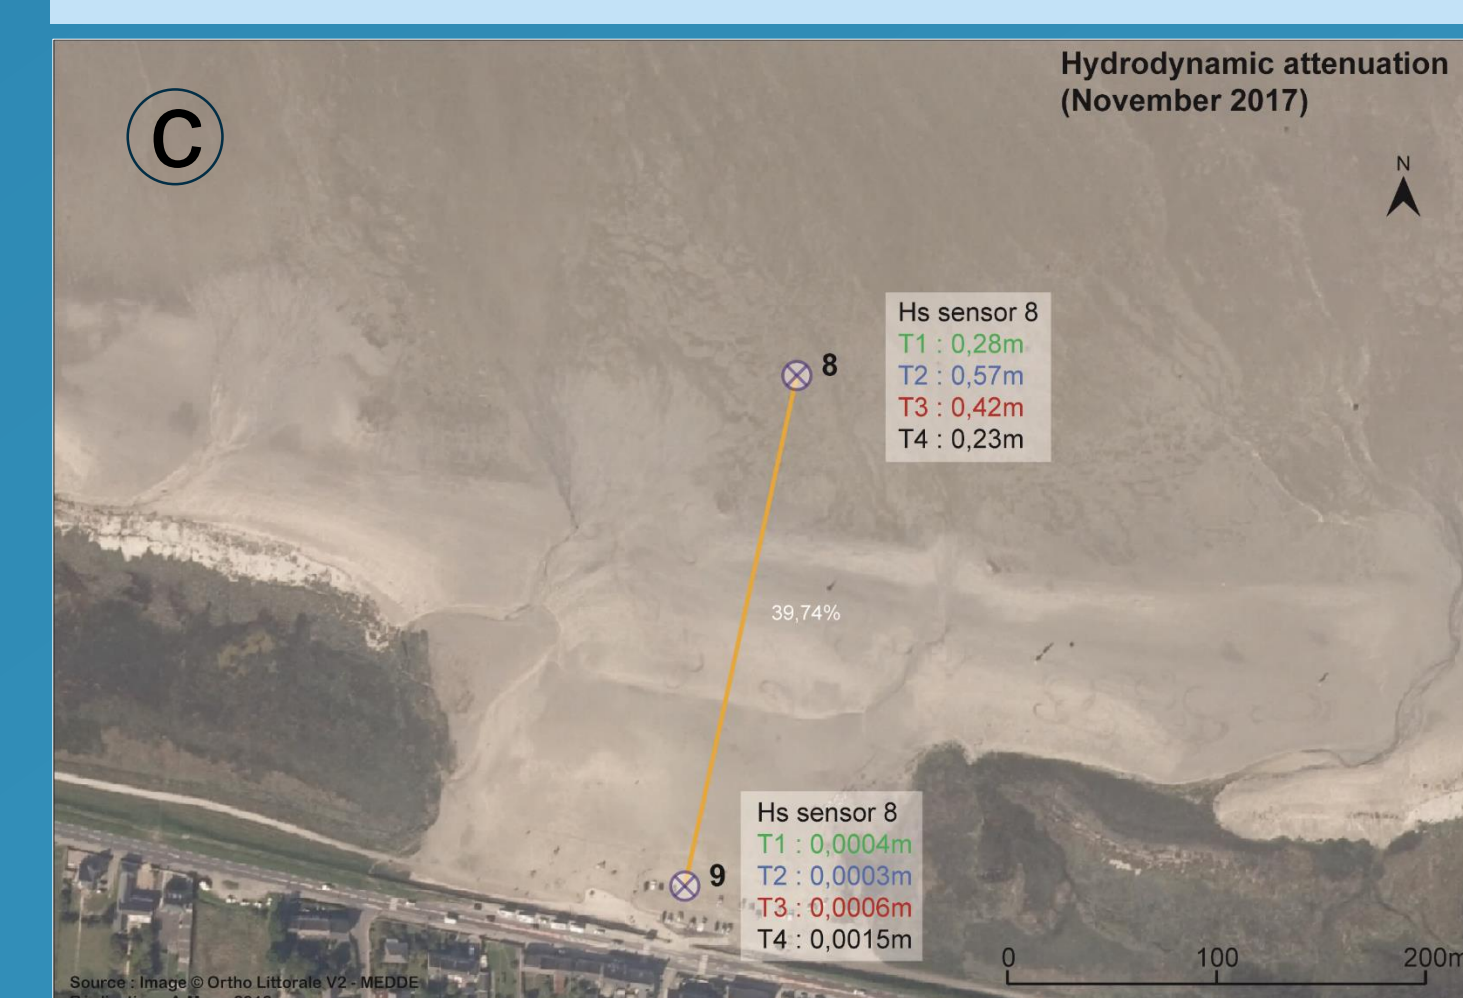 Hydrodynamic attenuation
(November 2017)
C
N
Hs sensor 8
T1 : 0,28m
8
T2 : 0,57m
T3 : 0,42m
T4 : 0,23m
39,74%
Hs sensor 8
T1 : 0,0004m
T2 : 0,0003m
9
T3 : 0,0006m
T4 : 0,0015m
0 100 200m
Source : Image © Ortho Littorale V2 - MEDDE